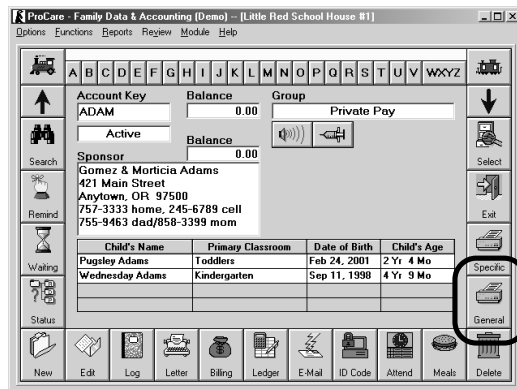 ProCare - Family Data & Accounting (Demo) -- [Little Red School House #1]
Options Functions Reports Review Module Help
A B C D E F G H I J K L M N O P Q R S T U V WXYZ
Account Key Balance Group
ADAM 0.00 Private Pay
Active Balance
Sponsor 0.00
Gomez & Morticia Adams
421 Main Street
Anytown, OR 97500
757-3333 home, 245-6789 cell
755-9463 dad/858-3399 mom
Child's Name Primary Classroom Date of Birth Child's Age
Pugsley Adams Toddlers Feb 24, 2001 2 Yr 4 Mo
Wednesday Adams Kindergarten Sep 11, 1998 4 Yr 9 Mo
Search
Remind
Waiting
Status
Select
Exit
Specific
General
New Edit Log Letter Billing Ledger E-Mail ID Code Attend Meals Delete